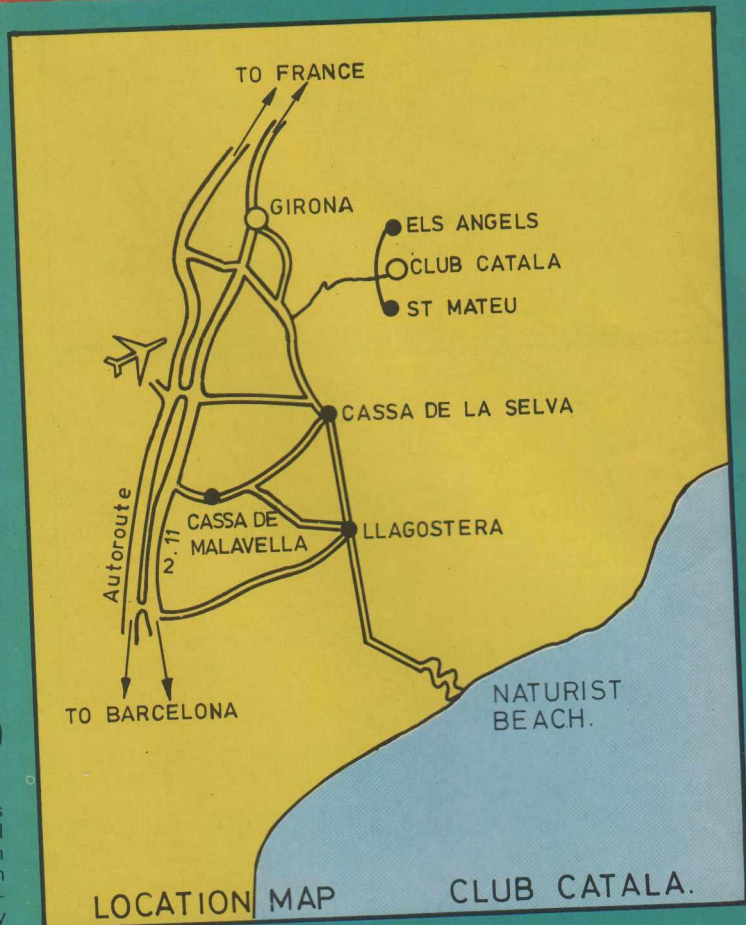 TO FRANCE
GIRONA
ELS ANGELS
CLUB CATALA
ST MATEU
CASSA DE LA SELVA
CASSA DE
MALAVELLA
LLAGOSTERA
Autoroute
2.11
TO BARCELONA
NATURIST
BEACH.
LOCATION MAP
CLUB CATALA.